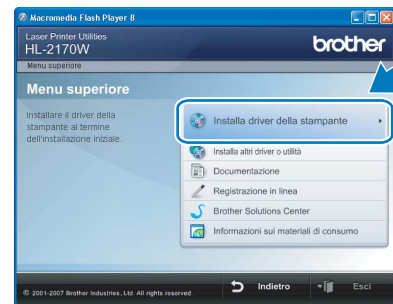 Macromedia Flash Player 8
Laser Printer Utilities
HL-2170W
brother
Menu superiore
Menu superiore
Installare il driver della
stampante al termine
dell'installazione iniziale.
Installa driver della stampante
Installa altri driver o utilità
Documentazione
Registrazione in linea
Brother Solutions Center
Informazioni sui materiali di consumo
© 2001-2007 Brother Industries, Ltd. All rights reserved.
Indietro
Esci